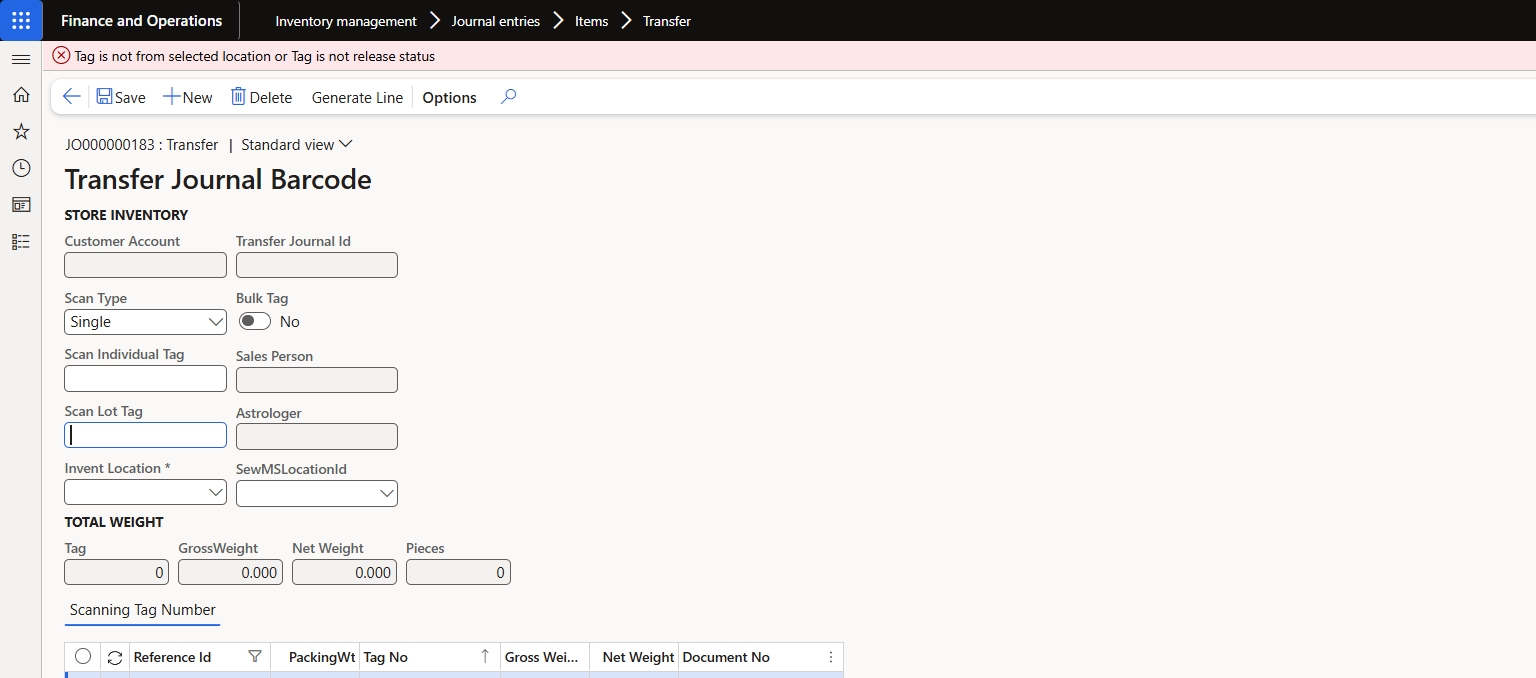 Finance and Operations Inventory management Journal entries Items Transfer
Tag is not from selected location or Tag is not release status
Save New Delete Generate Line Options
JO000000183 : Transfer | Standard view
Transfer Journal Barcode
STORE INVENTORY
Customer Account Transfer Journal Id
Scan Type Bulk Tag
Single No
Scan Individual Tag Sales Person
Scan Lot Tag Astrologer
Invent Location * SewMSLocationId
TOTAL WEIGHT
Tag GrossWeight Net Weight Pieces
0 0.000 0.000 0
Scanning Tag Number
Reference Id PackingWt Tag No Gross Wei... Net Weight Document No